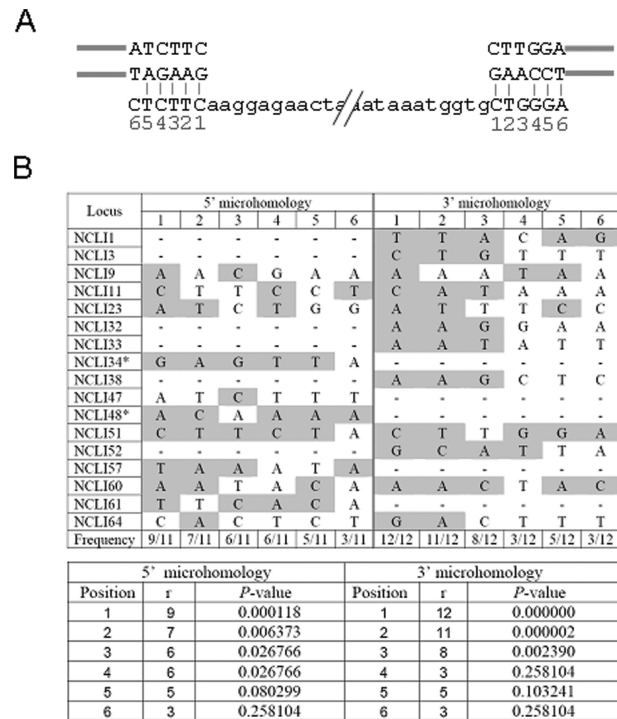 A
ATCTTC CTTGGA
TAGAAG GAACCT
CTCTTCaaggagaacta//aataaatggtgCTGGGA
654321 123456
B
Locus 5' microhomology 3' microhomology
1 2 3 4 5 6 1 2 3 4 5 6
NCLI1 - - - - - - T T A C A G
NCLI3 - - - - - - C T G T T T
NCLI9 A A C G A A A A A T A A
NCLI11 C T T C C T C A T A A A
NCLI23 A T C T G G A T T T C C
NCLI32 - - - - - - A A G G A A
NCLI33 - - - - - - A A T A T T
NCLI34* G A G T T A - - - - - -
NCLI38 - - - - - - A A G C T C
NCLI47 A T C T T T - - - - - -
NCLI48* A C A A A A - - - - - -
NCLI51 C T T C T A C T T G G A
NCLI52 - - - - - - G C A T T A
NCLI57 T A A A T A - - - - - -
NCLI60 A A T A C A A A C T A C
NCLI61 T T C A C A - - - - - -
NCLI64 C A C T C T G A C T T T
Frequency 9/11 7/11 6/11 6/11 5/11 3/11 12/12 11/12 8/12 3/12 5/12 3/12
5' microhomology 3' microhomology
Position r P-value Position r P-value
1 9 0.000118 1 12 0.000000
2 7 0.006373 2 11 0.000002
3 6 0.026766 3 8 0.002390
4 6 0.026766 4 3 0.258104
5 5 0.080299 5 5 0.103241
6 3 0.258104 6 3 0.258104